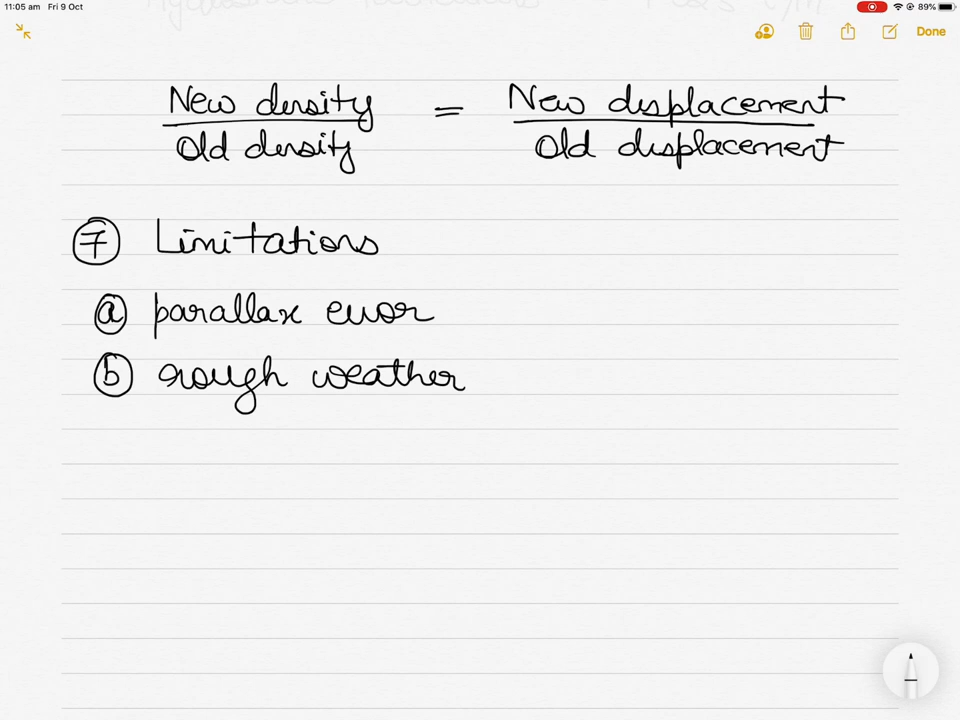 11:05 am Fri 9 Oct 89%
Done
New density = New displacement
Old density Old displacement
7 Limitations
a parallax error
b rough weather